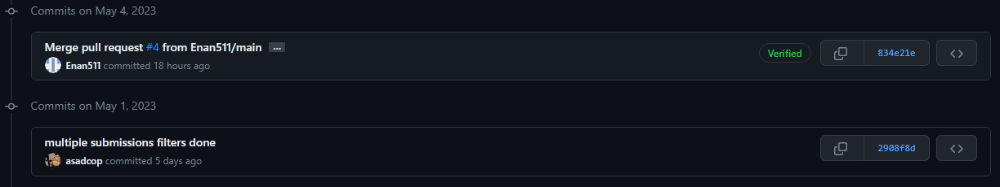 Commits on May 4, 2023
Merge pull request #4 from Enan511/main ...
Verified
834e21e
Enan511 committed 18 hours ago
Commits on May 1, 2023
multiple submissions filters done
2908f8d
asadcop committed 5 days ago